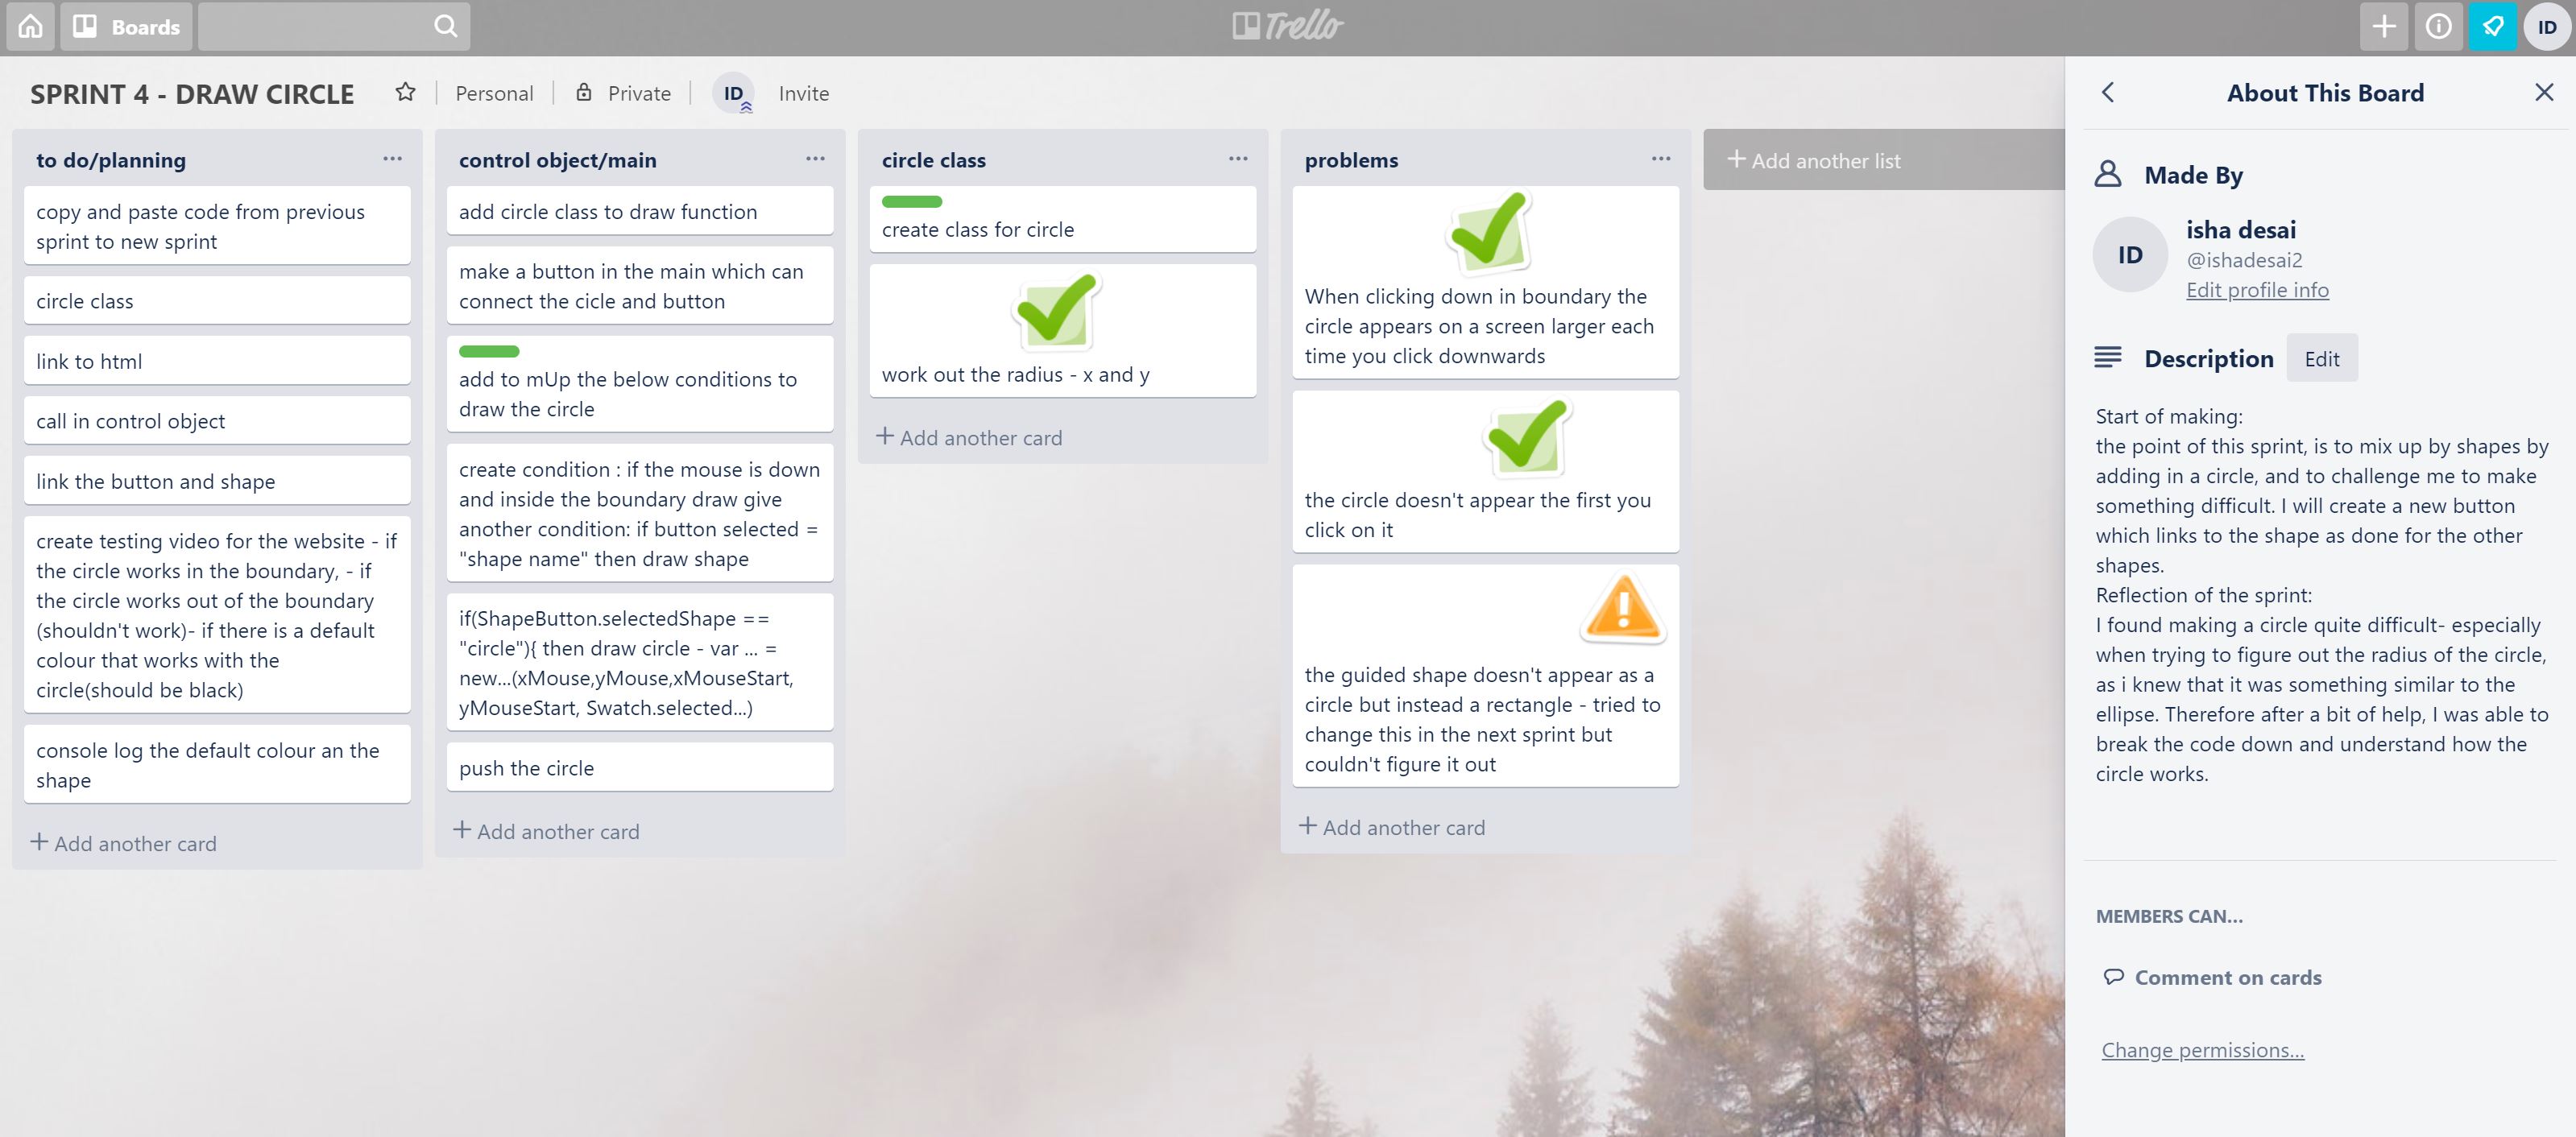 Boards
Trello
ID
SPRINT 4 - DRAW CIRCLE
Personal
Private
ID
Invite
to do/planning
copy and paste code from previous
sprint to new sprint
circle class
link to html
call in control object
link the button and shape
create testing video for the website - if
the circle works in the boundary, - if
the circle works out of the boundary
(shouldn't work)- if there is a default
colour that works with the
circle(should be black)
console log the default colour an the
shape
+ Add another card
control object/main
add circle class to draw function
make a button in the main which can
connect the cicle and button
add to mUp the below conditions to
draw the circle
create condition : if the mouse is down
and inside the boundary draw give
another condition: if button selected =
"shape name" then draw shape
if(ShapeButton.selectedShape ==
"circle"){ then draw circle - var ... =
new...(xMouse,yMouse,xMouseStart,
yMouseStart, Swatch.selected...)
push the circle
+ Add another card
circle class
create class for circle
work out the radius - x and y
+ Add another card
problems
When clicking down in boundary the
circle appears on a screen larger each
time you click downwards
the circle doesn't appear the first you
click on it
the guided shape doesn't appear as a
circle but instead a rectangle - tried to
change this in the next sprint but
couldn't figure it out
+ Add another card
+ Add another list
About This Board
Made By
ID
isha desai
@ishadesai2
Edit profile info
Description
Edit
Start of making:
the point of this sprint, is to mix up by shapes by
adding in a circle, and to challenge me to make
something difficult. I will create a new button
which links to the shape as done for the other
shapes.
Reflection of the sprint:
I found making a circle quite difficult- especially
when trying to figure out the radius of the circle,
as i knew that it was something similar to the
ellipse. Therefore after a bit of help, I was able to
break the code down and understand how the
circle works.
MEMBERS CAN...
Comment on cards
Change permissions...